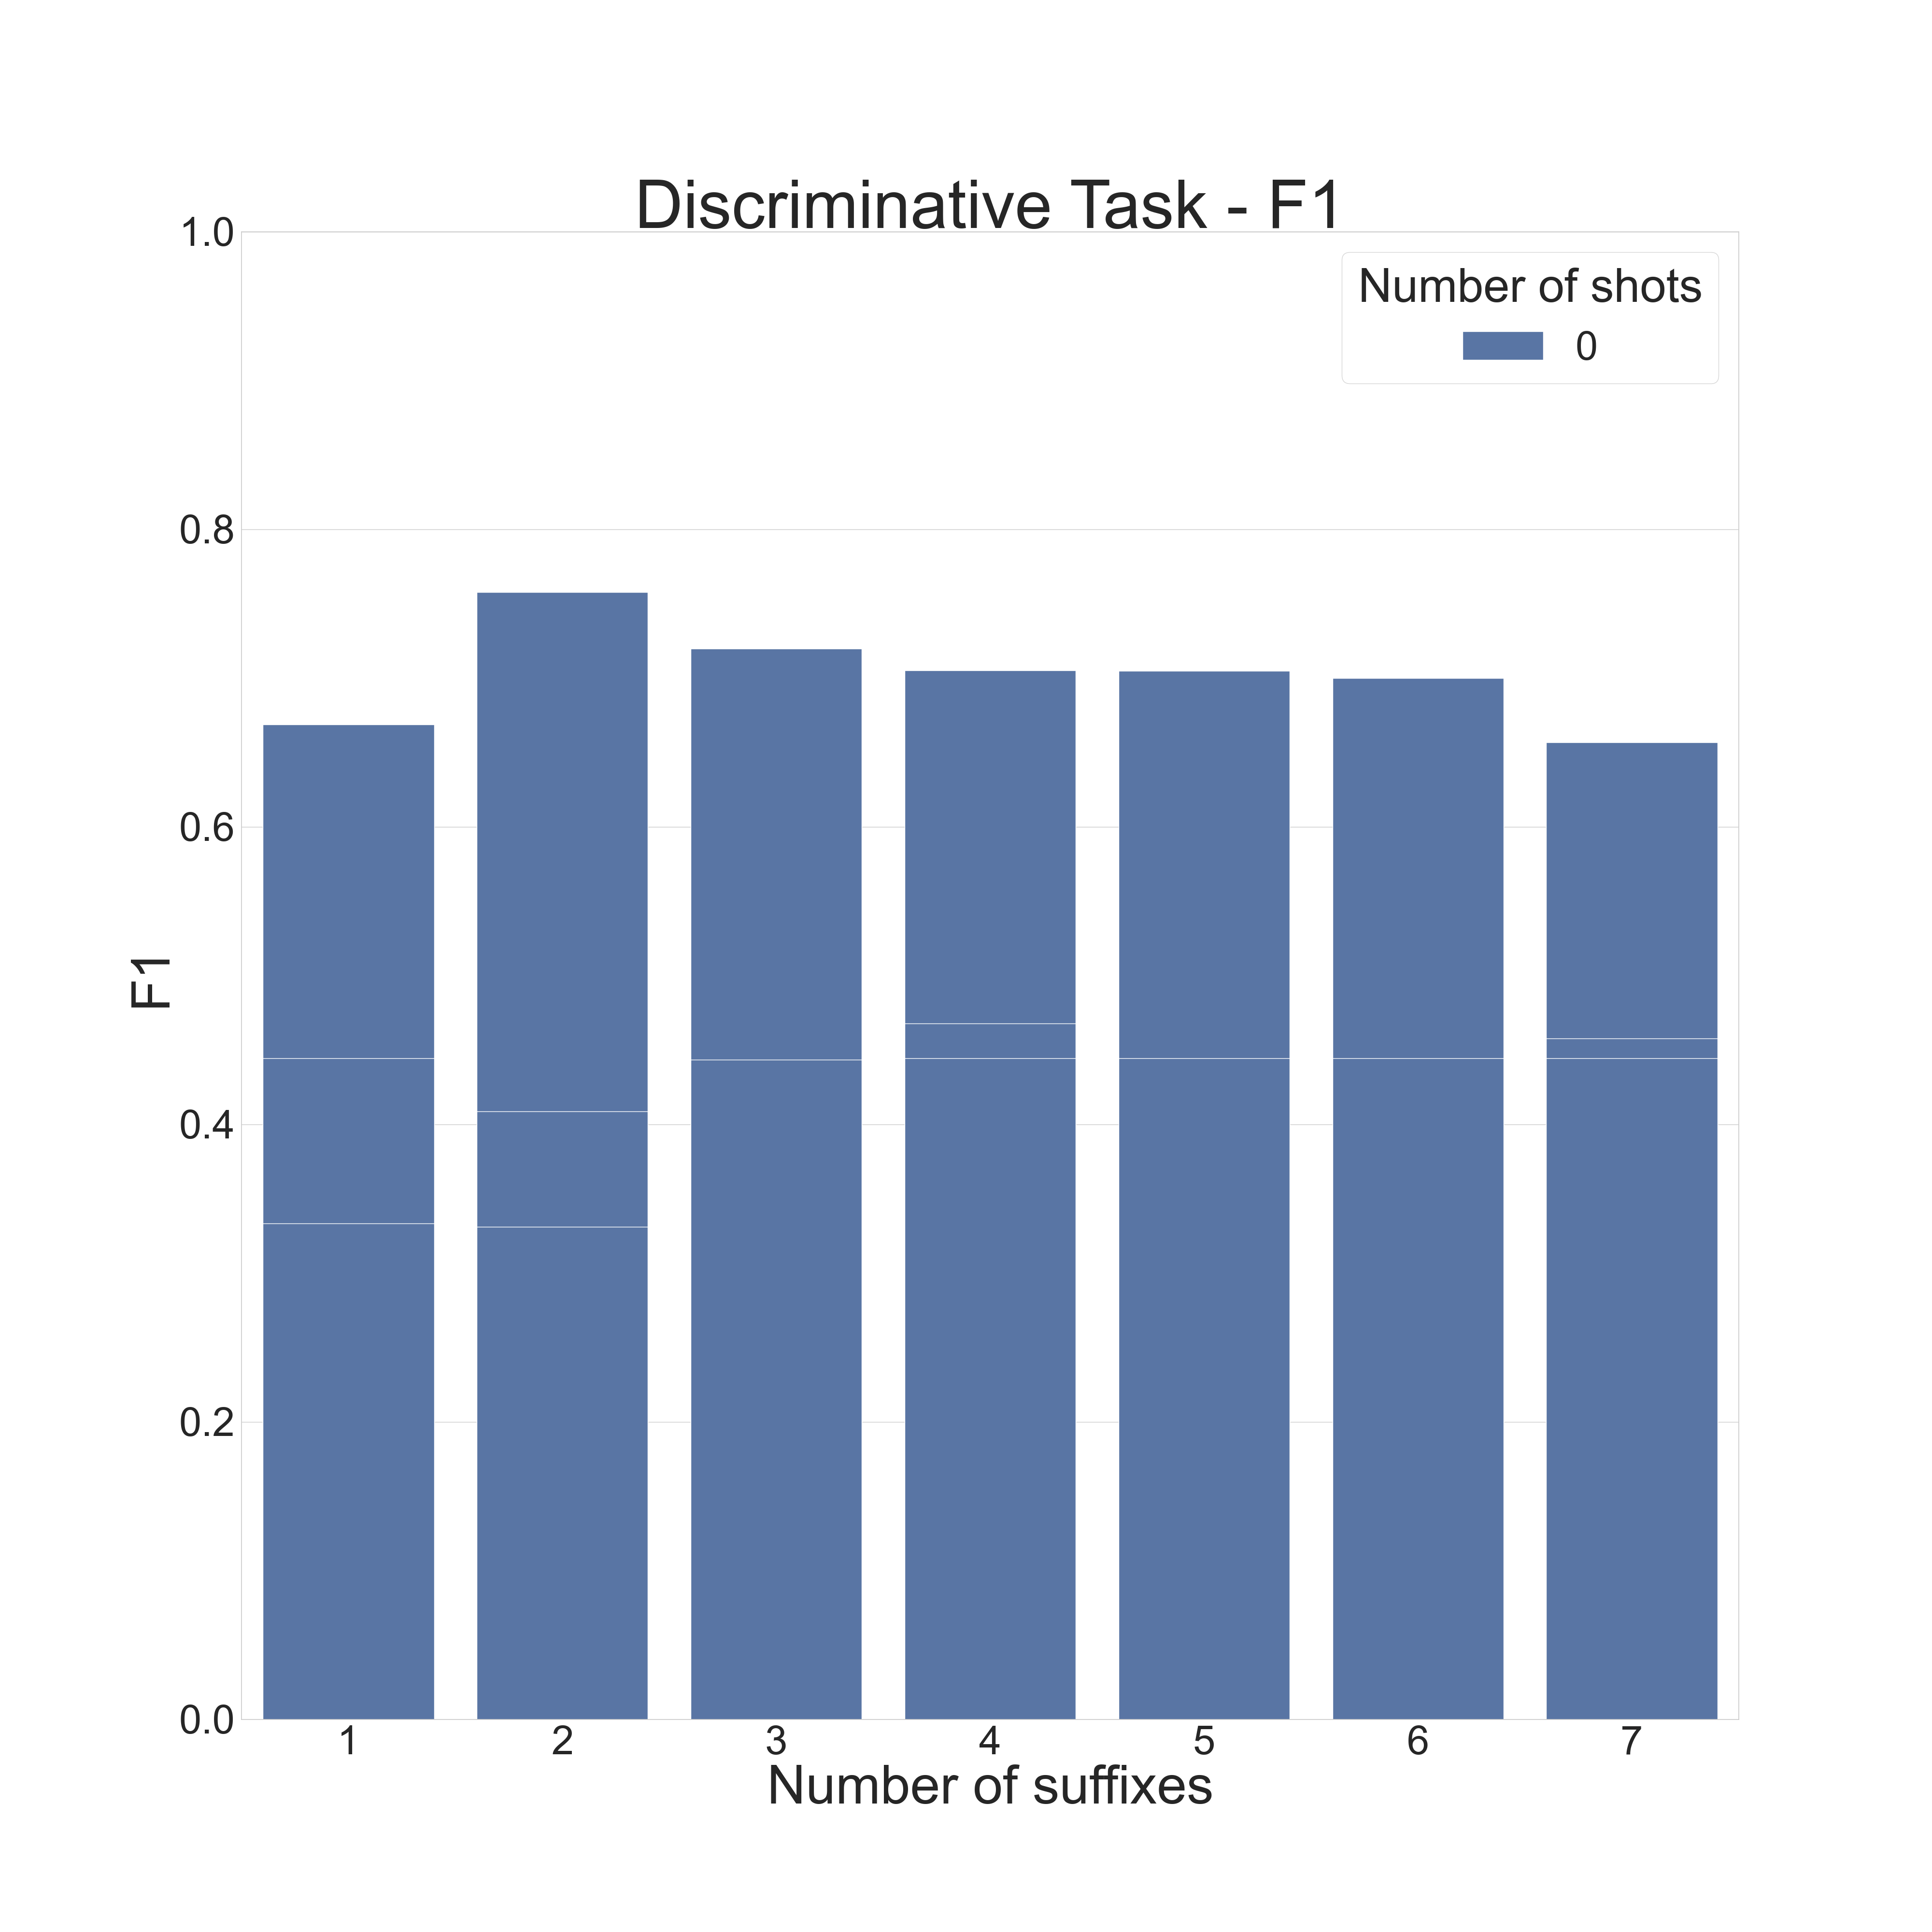 Discriminative Task - F1
1.0
Number of shots
0
0.8
0.6
F1
0.4
0.2
0.0
1 2 3 4 5 6 7
Number of suffixes